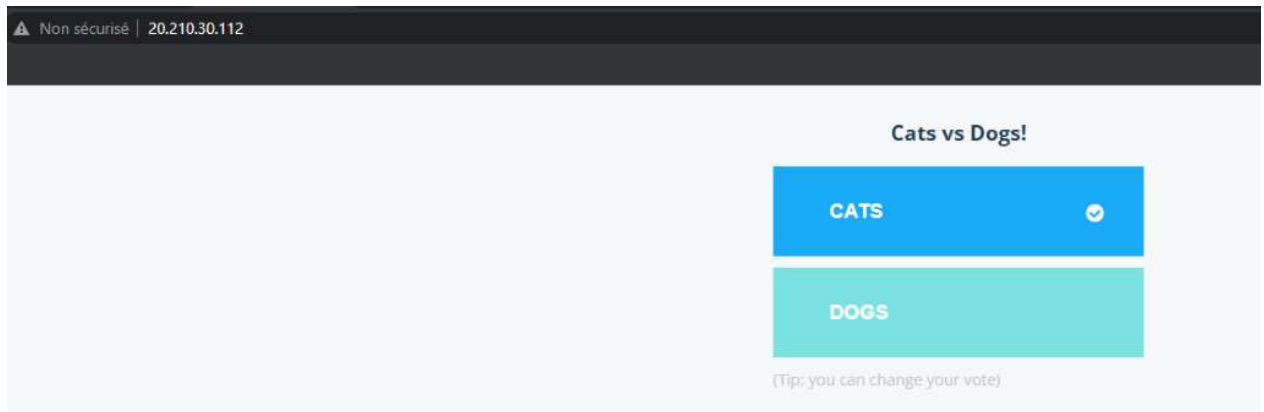 Non sécurisé | 20.210.30.112
Cats vs Dogs!
CATS
DOGS
(Tip: you can change your vote)